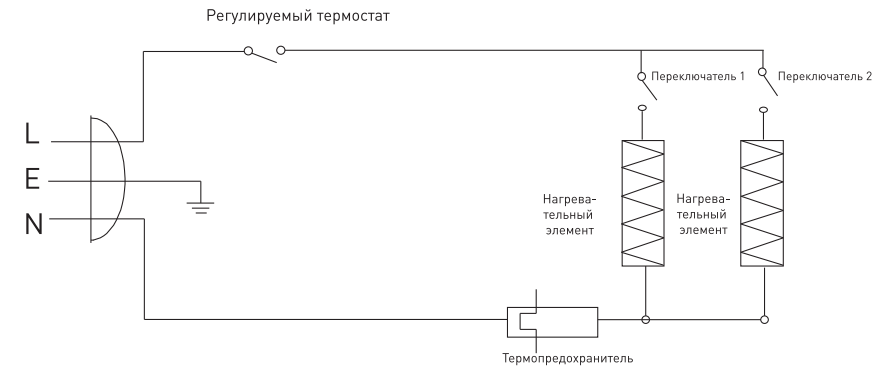 Регулируемый термостат
Переключатель 1
Переключатель 2
L
E
N
Нагрева-
тельный
элемент
Нагрева-
тельный
элемент
Термопредохранитель